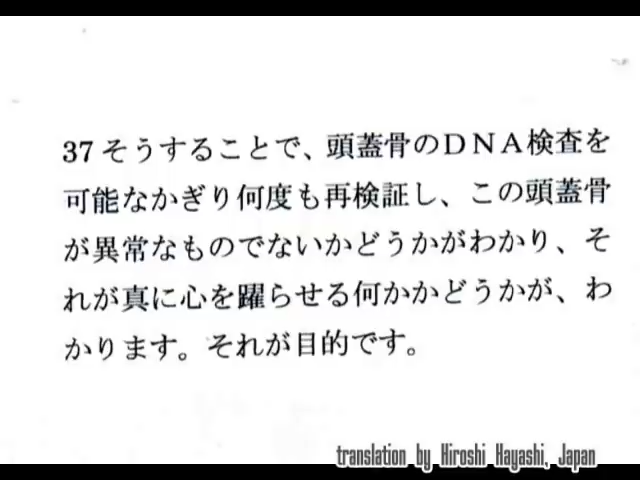 37 そうすることで、頭蓋骨のＤＮＡ検査を
可能なかぎり何度も再検証し、この頭蓋骨
が異常なものでないかどうかがわかり、そ
れが真に心を躍らせる何かかどうかが、わ
かります。それが目的です。
translation by Hiroshi Hayashi, Japan